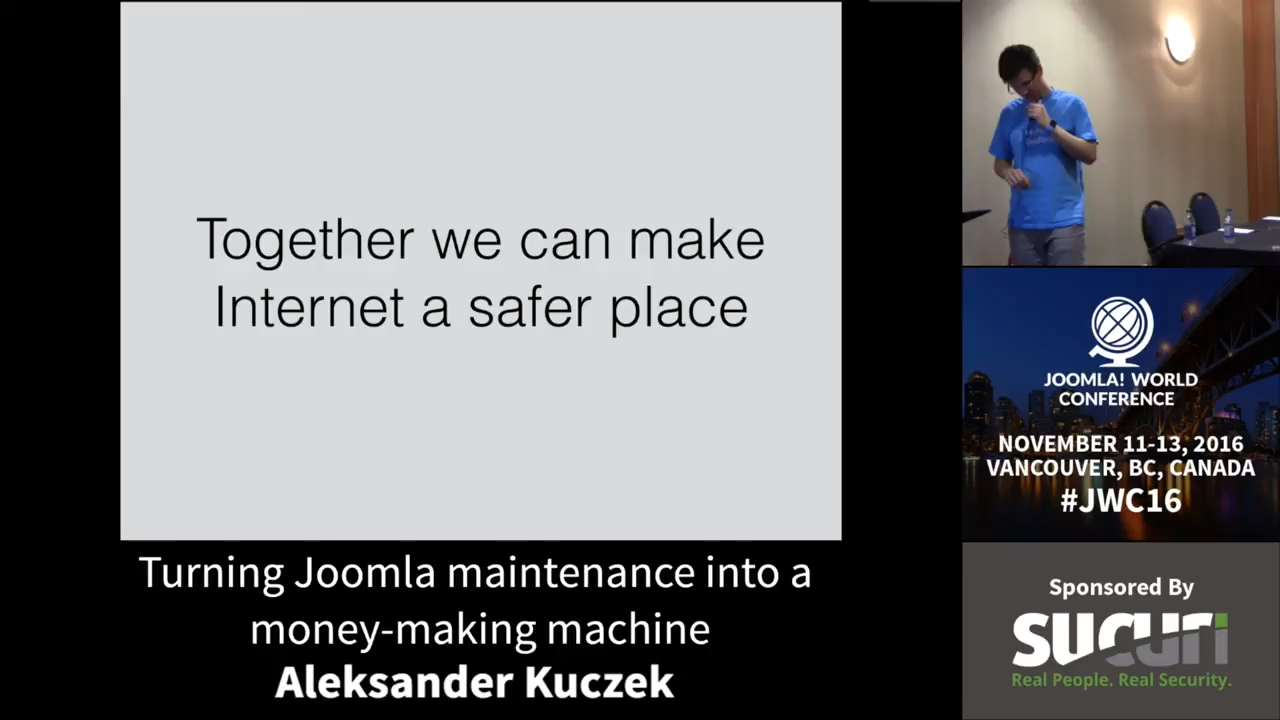 Together we can make
Internet a safer place
Turning Joomla maintenance into a
money-making machine
Aleksander Kuczek
JOOMLA! WORLD
CONFERENCE
NOVEMBER 11-13, 2016
VANCOUVER, BC, CANADA
#JWC16
Sponsored By
SUCURI
Real People. Real Security.